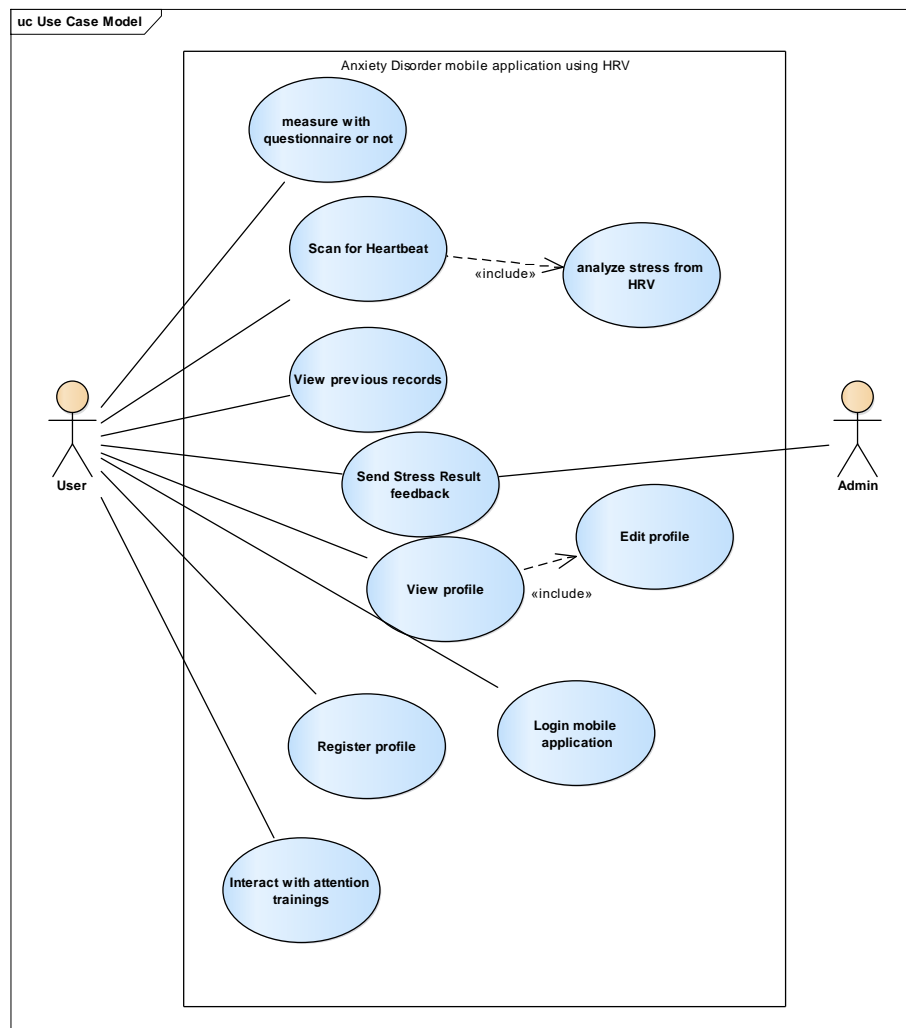 uc Use Case Model
Anxiety Disorder mobile application using HRV
measure with
questionnaire or not
Scan for Heartbeat
«include»
analyze stress from
HRV
View previous records
User
Send Stress Result
feedback
Admin
View profile
«include»
Edit profile
Register profile
Login mobile
application
Interact with attention
trainings